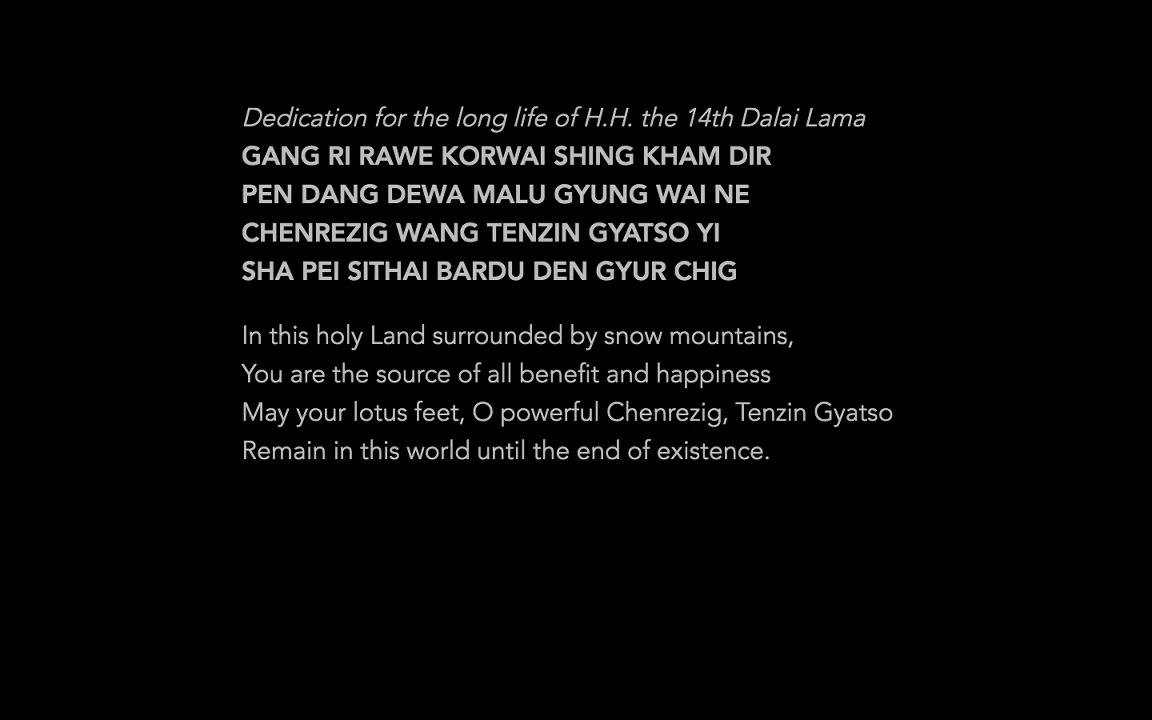 Dedication for the long life of H.H. the 14th Dalai Lama
GANG RI RAWE KORWAI SHING KHAM DIR
PEN DANG DEWA MALU GYUNG WAI NE
CHENREZIG WANG TENZIN GYATSO YI
SHA PEI SITHAI BARDU DEN GYUR CHIG
In this holy Land surrounded by snow mountains,
You are the source of all benefit and happiness
May your lotus feet, O powerful Chenrezig, Tenzin Gyatso
Remain in this world until the end of existence.